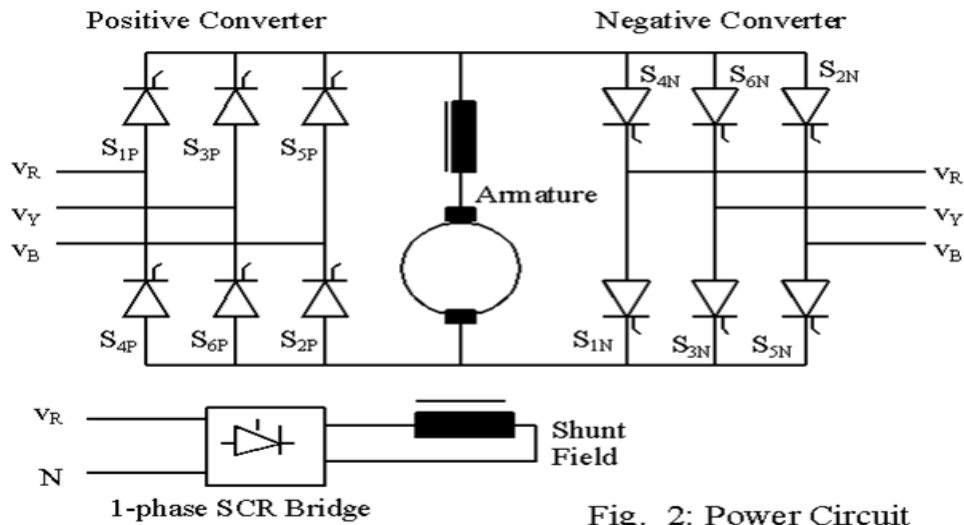 Positive Converter
Negative Converter
S4N
S6N
S2N
S1P
S3P
S5P
vR
vY
vB
Armature
vR
vY
vB
S4P
S6P
S2P
S1N
S3N
S5N
vR
N
Shunt
Field
1-phase SCR Bridge
Fig. 2: Power Circuit